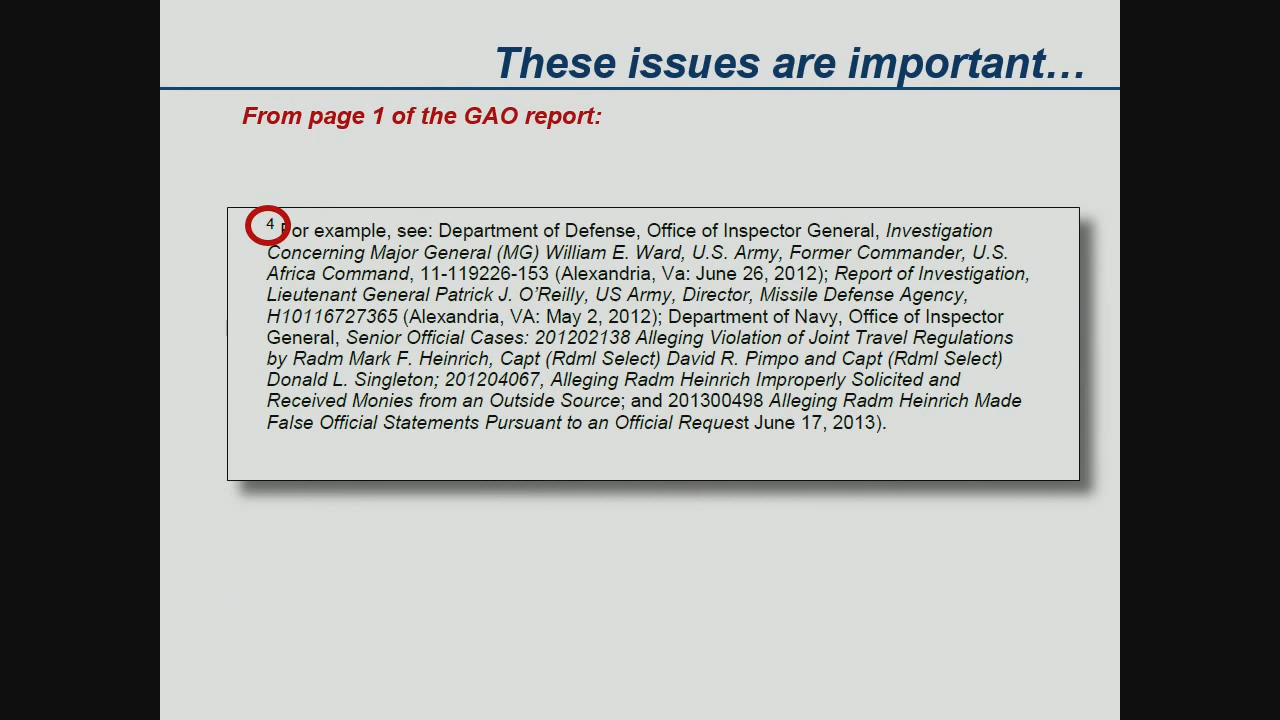 These issues are important…
From page 1 of the GAO report:
4 For example, see: Department of Defense, Office of Inspector General, Investigation
Concerning Major General (MG) William E. Ward, U.S. Army, Former Commander, U.S.
Africa Command, 11-119226-153 (Alexandria, Va: June 26, 2012); Report of Investigation,
Lieutenant General Patrick J. O’Reilly, US Army, Director, Missile Defense Agency,
H10116727365 (Alexandria, VA: May 2, 2012); Department of Navy, Office of Inspector
General, Senior Official Cases: 201202138 Alleging Violation of Joint Travel Regulations
by Radm Mark F. Heinrich, Capt (Rdml Select) David R. Pimpo and Capt (Rdml Select)
Donald L. Singleton; 201204067, Alleging Radm Heinrich Improperly Solicited and
Received Monies from an Outside Source; and 201300498 Alleging Radm Heinrich Made
False Official Statements Pursuant to an Official Request June 17, 2013).